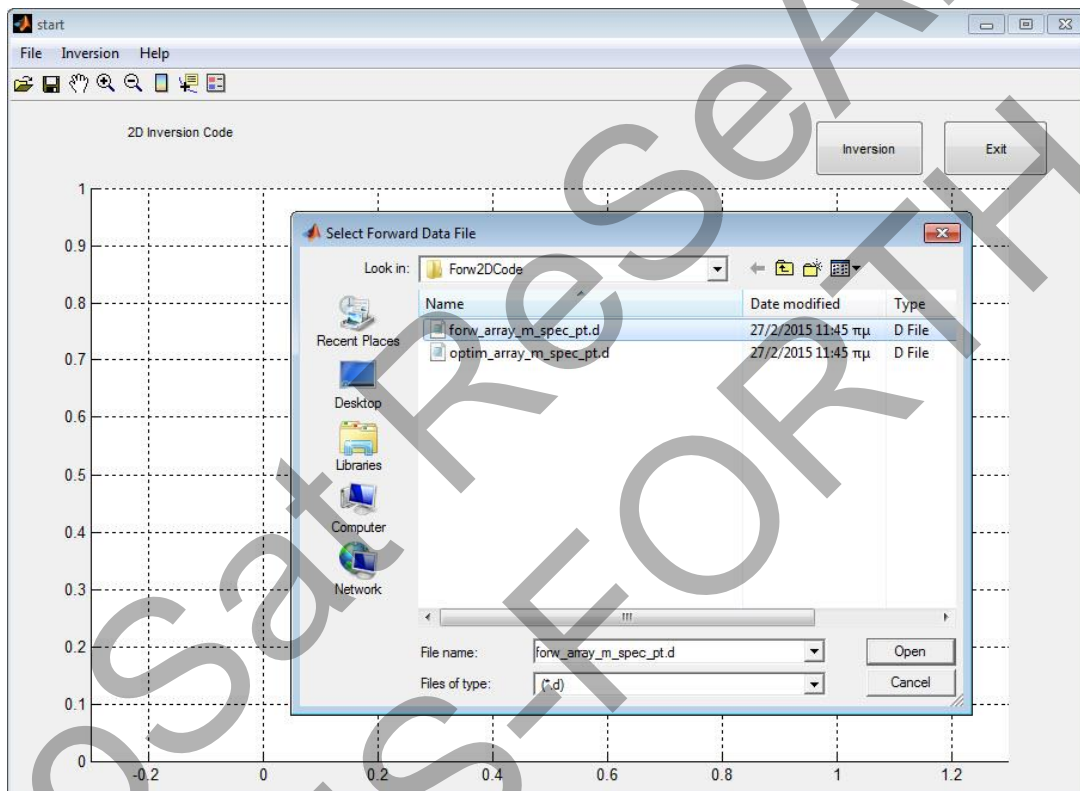 start
File Inversion Help
2D Inversion Code
Inversion
Exit
1
0.9
0.8
0.7
0.6
0.5
0.4
0.3
0.2
0.1
0
-0.2 0 0.2 0.4 0.6 0.8 1 1.2
Select Forward Data File
Look in: Forw2DCode
Name Date modified Type
forw_array_m_spec_pt.d 27/2/2015 11:45 πμ D File
optim_array_m_spec_pt.d 27/2/2015 11:45 πμ D File
Recent Places
Desktop
Libraries
Computer
Network
File name: forw_array_m_spec_pt.d Open
Files of type: (*.d) Cancel
OSat ReSeA
S-FORTH